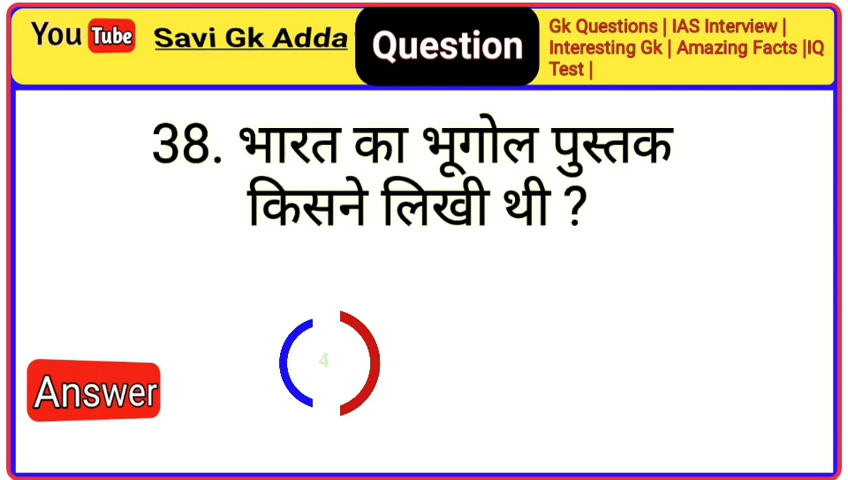 You Tube Savi Gk Adda
Question
Gk Questions | IAS Interview |
Interesting Gk | Amazing Facts |IQ
Test |
38. भारत का भूगोल पुस्तक
किसने लिखी थी ?
4
Answer